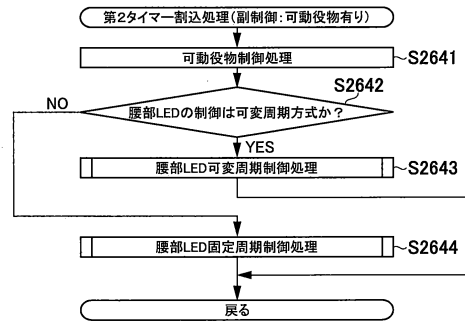 第2タイマー割込処理(副制御:可動役物有り)
可動役物制御処理
S2641
S2642
腰部LEDの制御は可変周期方式か?
NO
YES
腰部LED可変周期制御処理
S2643
腰部LED固定周期制御処理
S2644
戻る